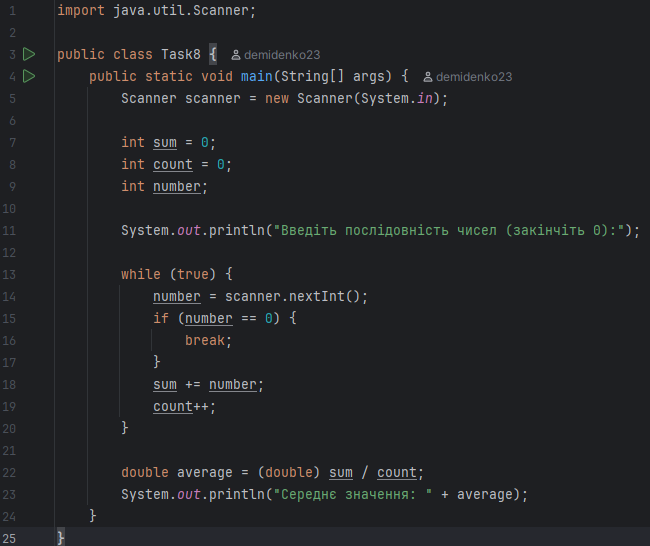 1 import java.util.Scanner;
2
3 public class Task8 { demidenko23
4 public static void main(String[] args) { demidenko23
5 Scanner scanner = new Scanner(System.in);
6
7 int sum = 0;
8 int count = 0;
9 int number;
10
11 System.out.println("Введіть послідовність чисел (закінчіть 0):");
12
13 while (true) {
14 number = scanner.nextInt();
15 if (number == 0) {
16 break;
17 }
18 sum += number;
19 count++;
20 }
21
22 double average = (double) sum / count;
23 System.out.println("Середнє значення: " + average);
24 }
25 }